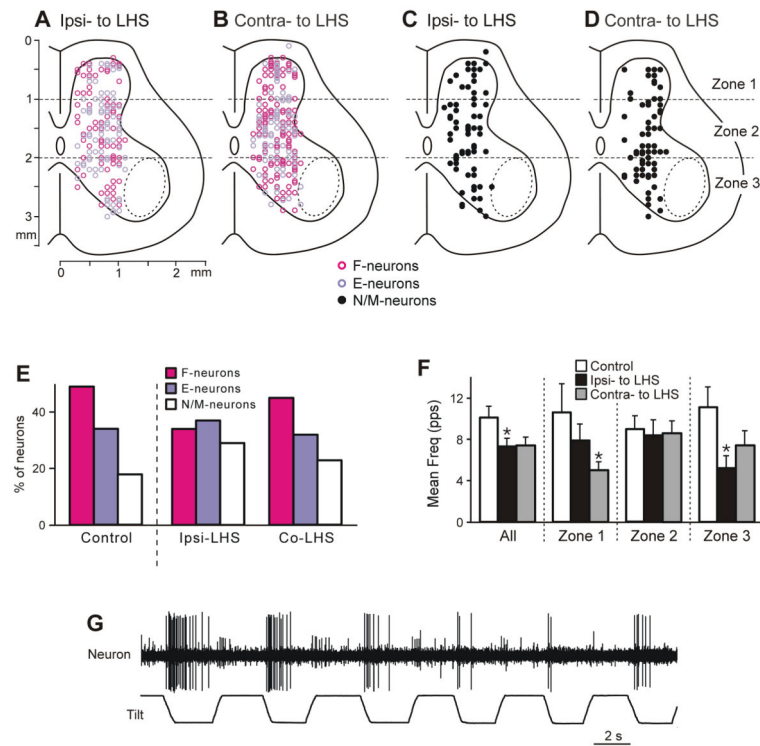 A Ipsi- to LHS B Contra- to LHS C Ipsi- to LHS D Contra- to LHS
0
Zone 1
1
Zone 2
2
Zone 3
3
mm
0 1 2 mm
F-neurons
E-neurons
N/M-neurons
E
F-neurons
E-neurons
N/M-neurons
% of neurons
40
20
0
Control Ipsi-LHS Co-LHS
F
Control
Ipsi- to LHS
Contra- to LHS
Mean Freq (pps)
12
8
4
0
* * *
All Zone 1 Zone 2 Zone 3
G
Neuron
Tilt
2 s